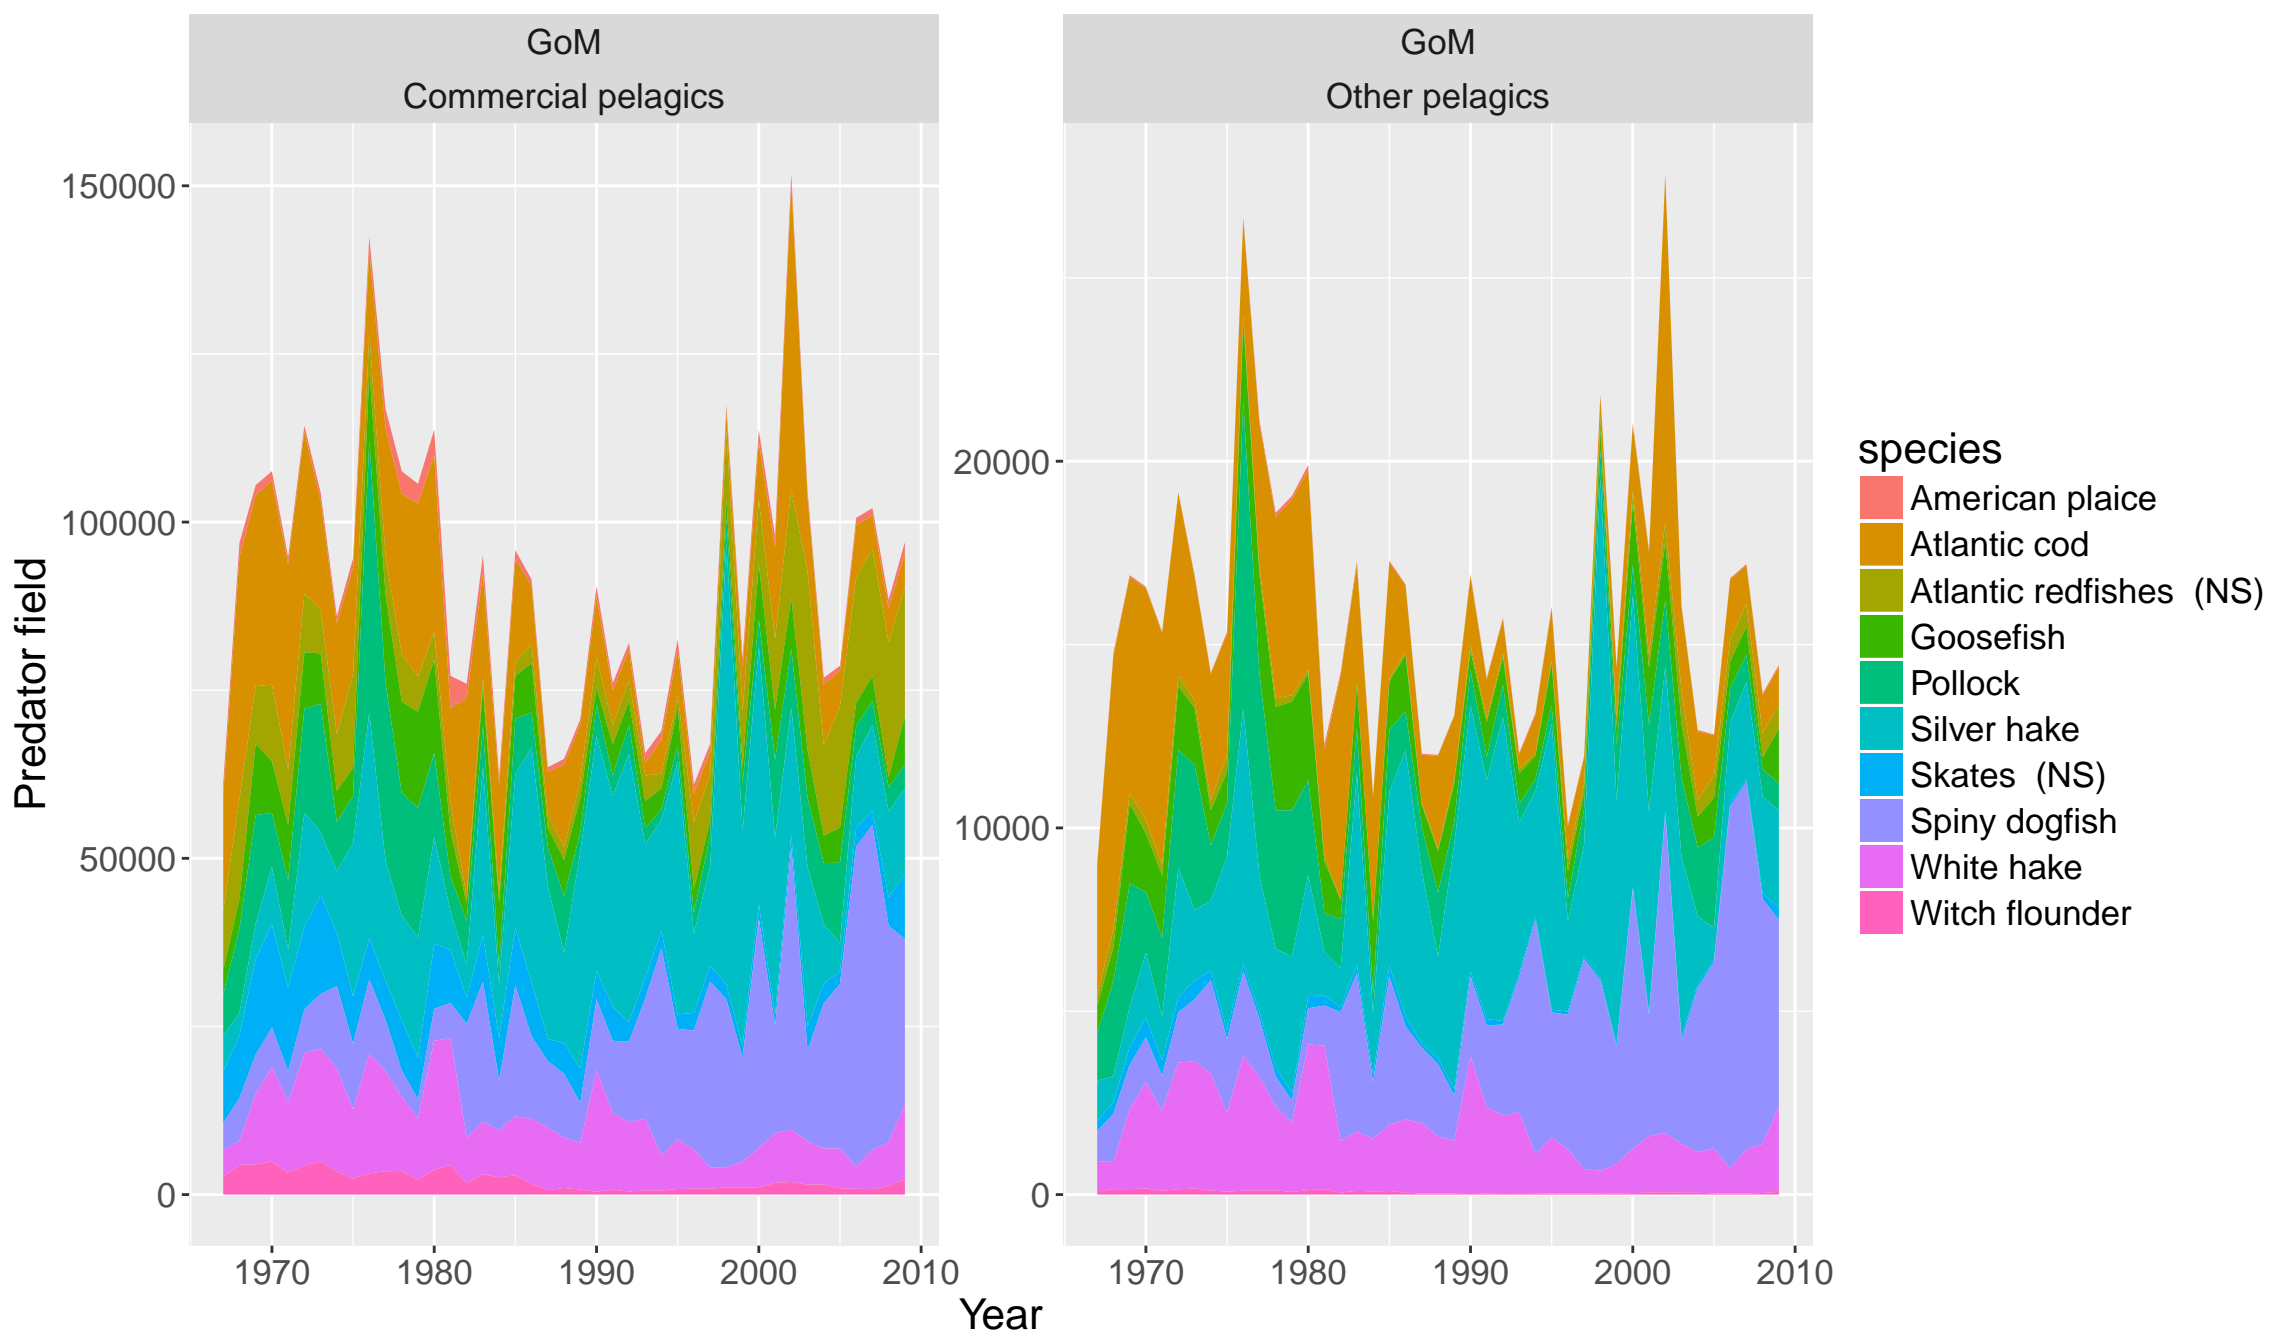 GoM
Commercial pelagics
GoM
Other pelagics
Predator field
150000
100000
50000
0
20000
10000
0
1970 1980 1990 2000 2010
1970 1980 1990 2000 2010
Year
species
American plaice
Atlantic cod
Atlantic redfishes  (NS)
Goosefish
Pollock
Silver hake
Skates  (NS)
Spiny dogfish
White hake
Witch flounder